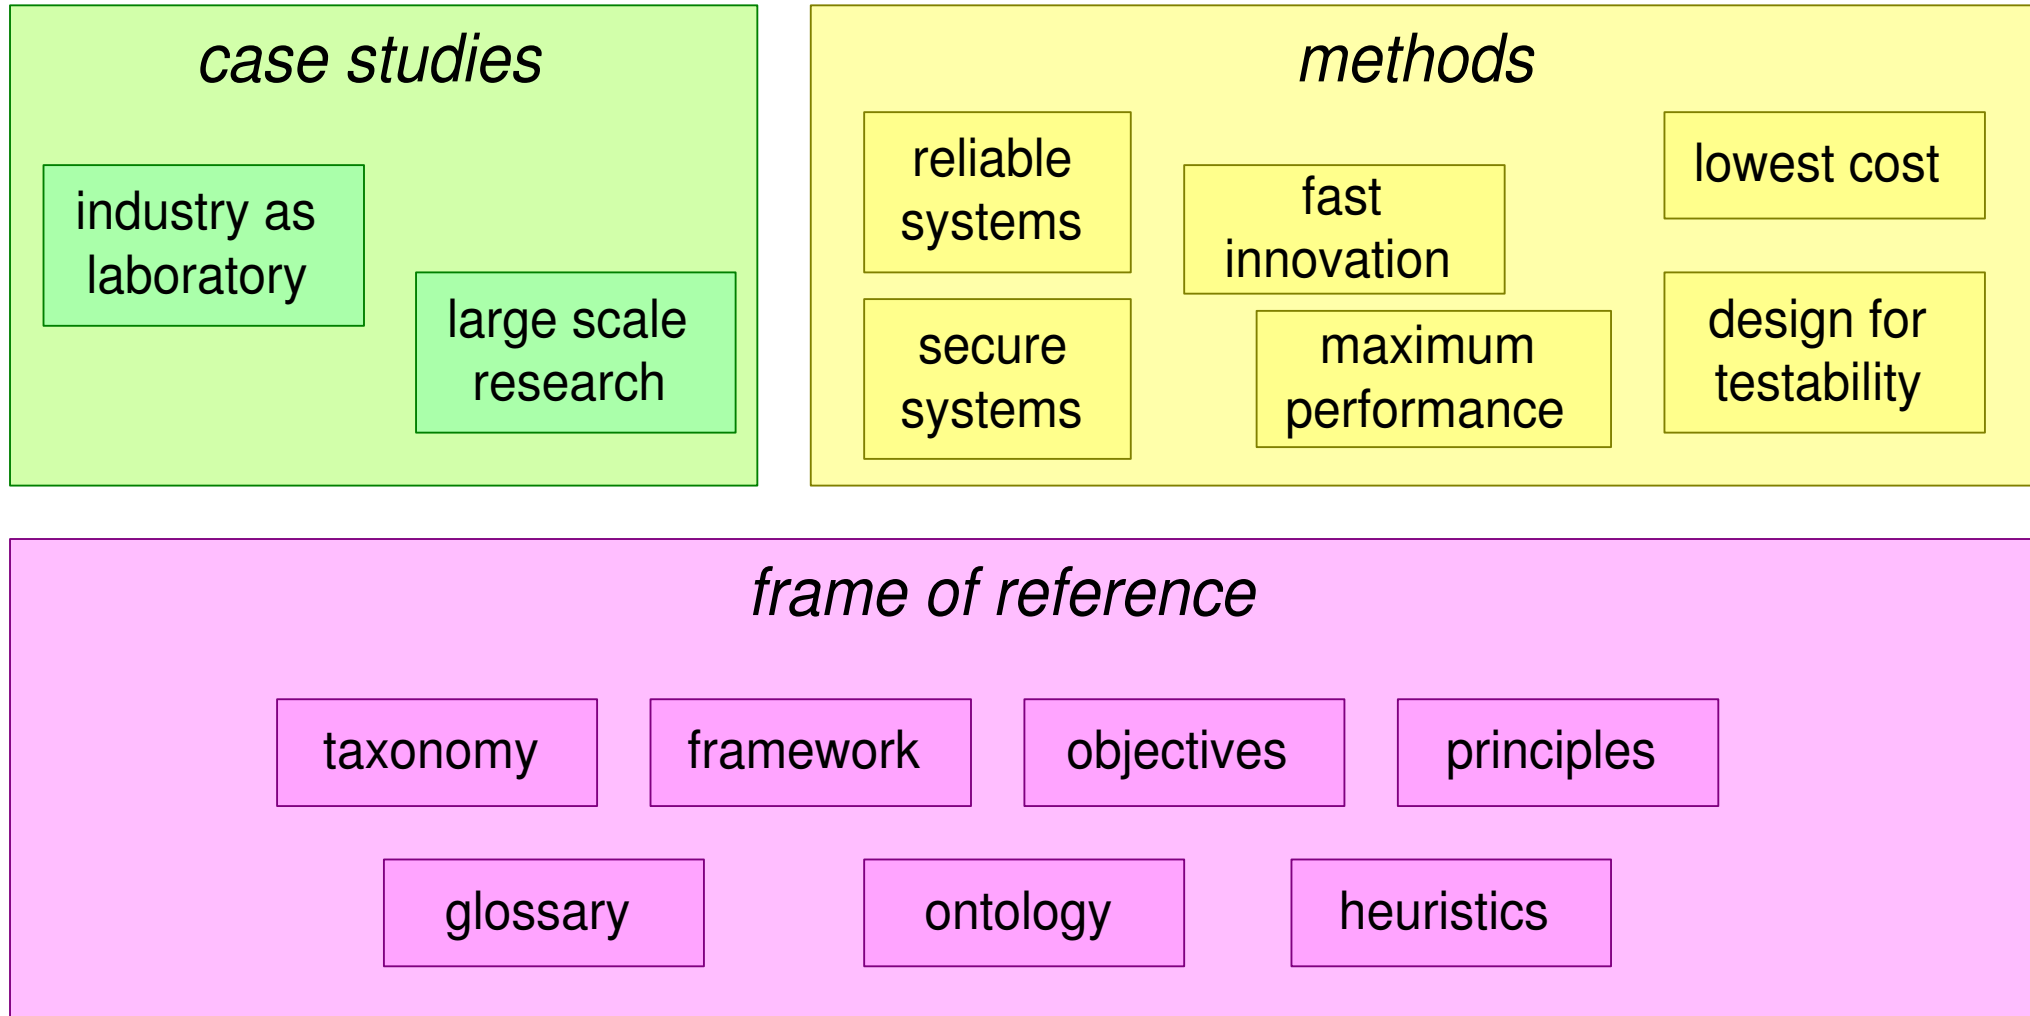 case studies
industry as
laboratory
large scale
research
methods
reliable
systems
fast
innovation
lowest cost
secure
systems
maximum
performance
design for
testability
frame of reference
taxonomy
framework
objectives
principles
glossary
ontology
heuristics